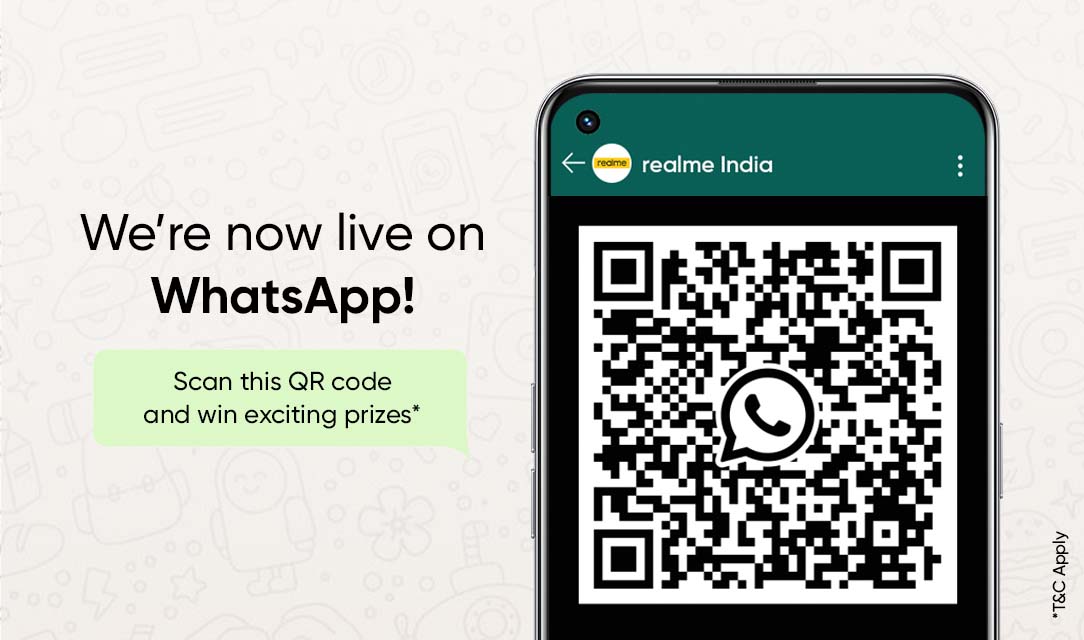 We're now live on
WhatsApp!
Scan this QR code
and win exciting prizes*
realme
realme India
*T&C Apply